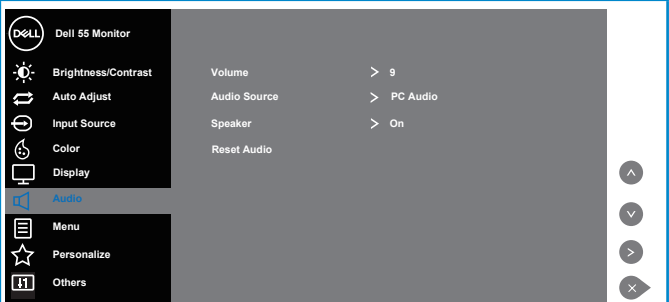 DELL Dell 55 Monitor
Brightness/Contrast Volume > 9
Auto Adjust Audio Source > PC Audio
Input Source Speaker > On
Color Reset Audio
Display
Audio
Menu
Personalize
Others